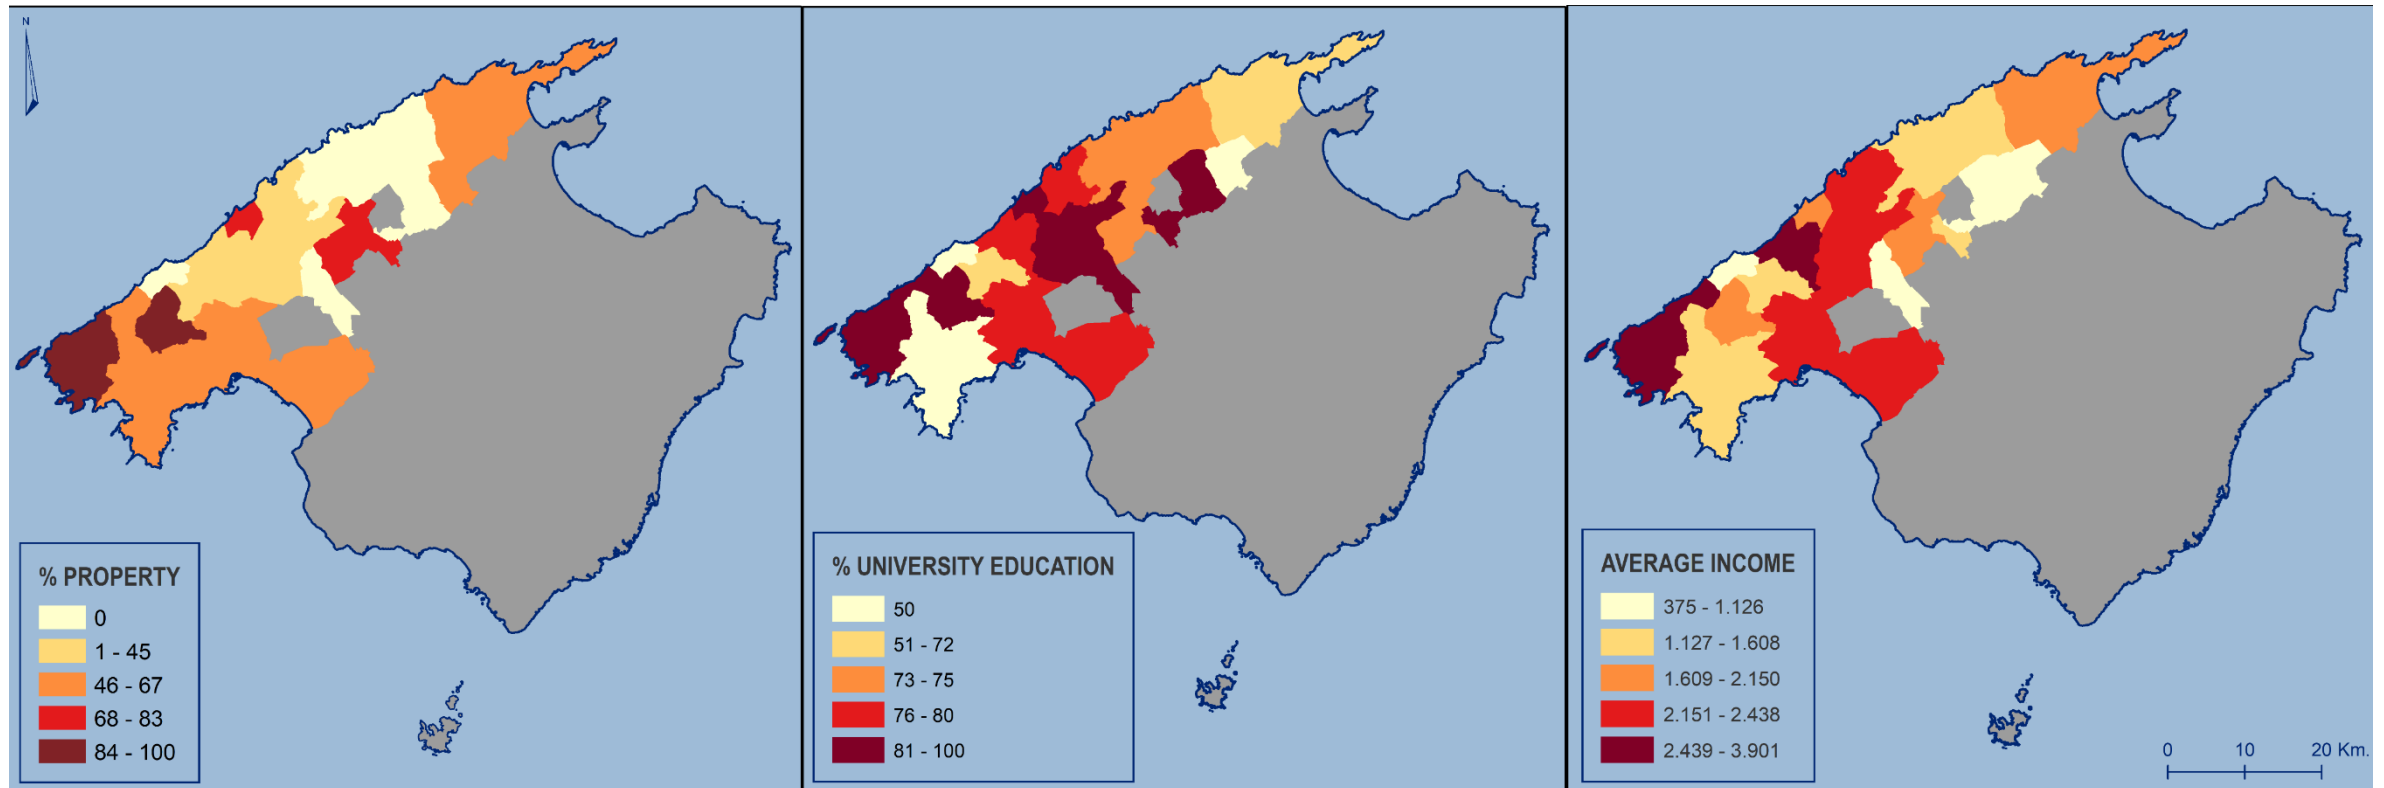 N
% PROPERTY
0
1 - 45
46 - 67
68 - 83
84 - 100
% UNIVERSITY EDUCATION
50
51 - 72
73 - 75
76 - 80
81 - 100
AVERAGE INCOME
375 - 1.126
1.127 - 1.608
1.609 - 2.150
2.151 - 2.438
2.439 - 3.901
0 10 20 Km.